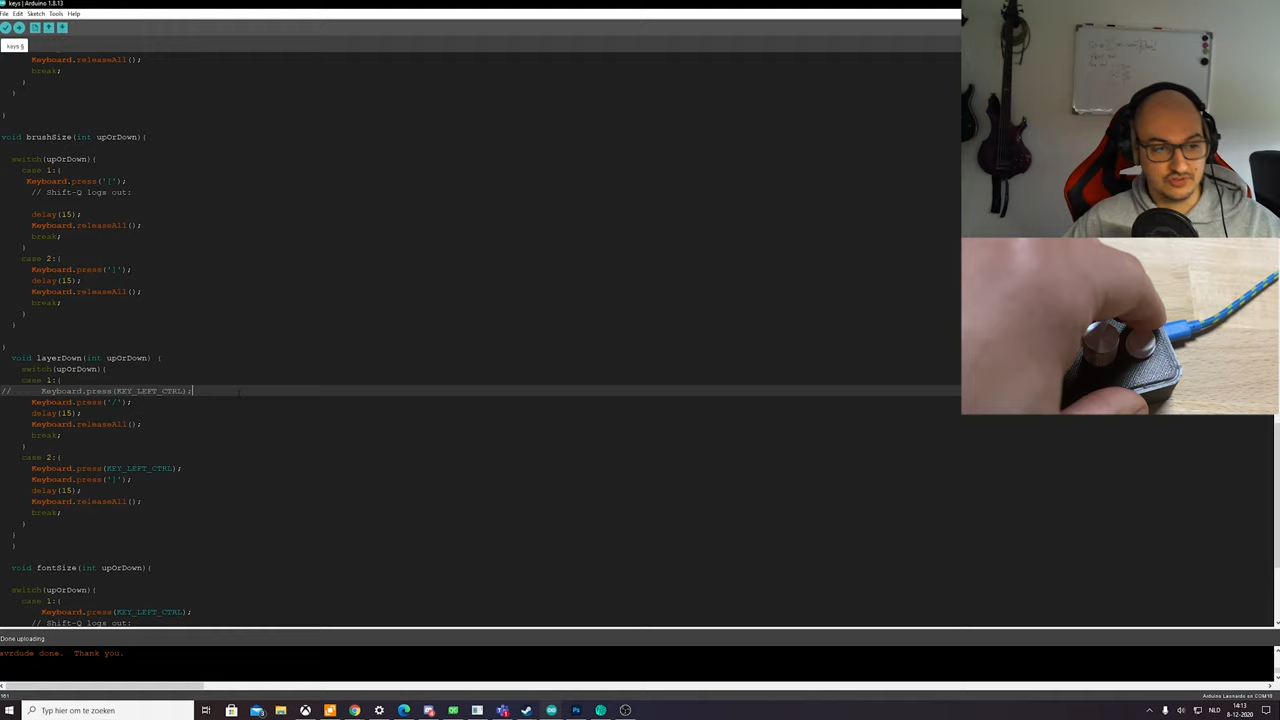 keys | Arduino 1.8.13
File Edit Sketch Tools Help
keys §
Keyboard.releaseAll();
break;
}
}
}
void brushSize(int upOrDown){
switch(upOrDown){
case 1:{
Keyboard.press('[');
// Shift-Q logs out:
delay(15);
Keyboard.releaseAll();
break;
}
case 2:{
Keyboard.press(']');
delay(15);
Keyboard.releaseAll();
break;
}
}
}
void layerDown(int upOrDown) {
switch(upOrDown){
case 1:{
// Keyboard.press(KEY_LEFT_CTRL);
Keyboard.press('/');
delay(15);
Keyboard.releaseAll();
break;
}
case 2:{
Keyboard.press(KEY_LEFT_CTRL);
Keyboard.press(']');
delay(15);
Keyboard.releaseAll();
break;
}
}
}
void fontSize(int upOrDown){
switch(upOrDown){
case 1:{
Keyboard.press(KEY_LEFT_CTRL);
// Shift-Q logs out:
Done uploading.
avrdude done.  Thank you.
161
Arduino Leonardo on COM18
Typ hier om te zoeken
NLD
14:13
8-12-2020